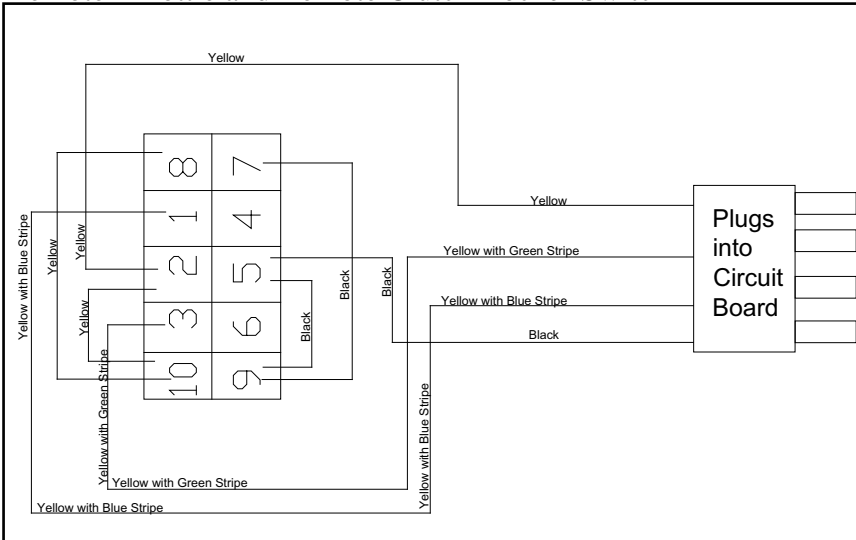 Yellow
8 7
1 4
2 5
3 6
10 9
Yellow with Blue Stripe
Yellow
Yellow
Yellow
Yellow with Green Stripe
Black
Black
Black
Yellow
Yellow with Green Stripe
Yellow with Blue Stripe
Black
Plugs
into
Circuit
Board
Yellow with Blue Stripe
Yellow with Green Stripe
Yellow with Blue Stripe